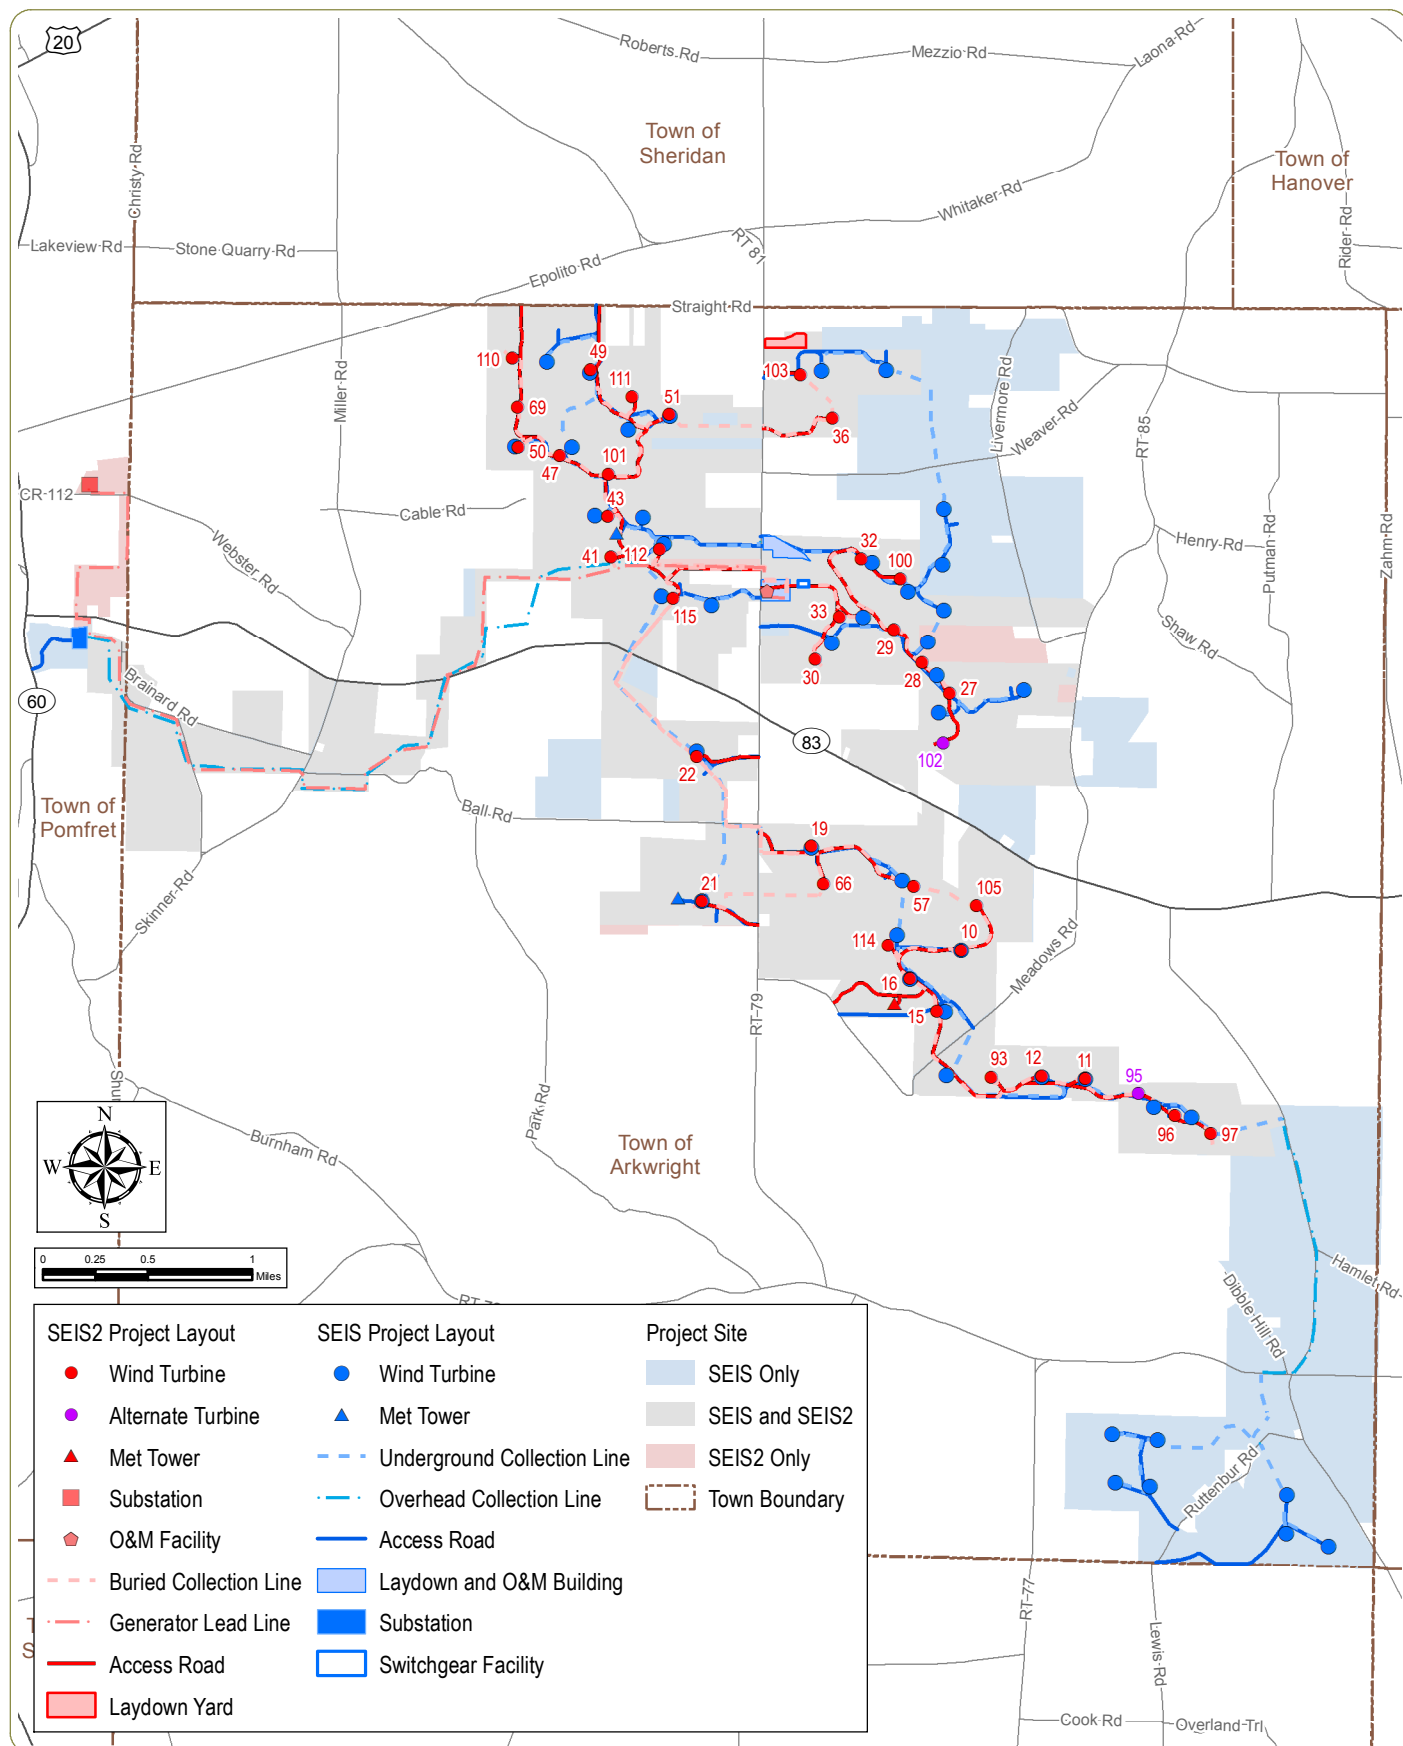 20
Roberts Rd
Mezzio Rd
Laona Rd
Town of
Sheridan
Town of
Hanover
Christy Rd
Whitaker Rd
Rider Rd
Lakeview Rd
Stone Quarry Rd
RT 81
Epolito Rd
Straight Rd
110
49
111
51
103
Miller Rd
Livermore Rd
69
36
Weaver Rd
RT 85
50
47
101
CR 112
43
Cable Rd
Webster Rd
41
112
32
100
Henry Rd
Putman Rd
Zahm Rd
115
33
29
Shaw Rd
30
28
27
Brainard Rd
60
83
102
22
Town of
Pomfret
Ball Rd
19
66
57
105
21
Skinner Rd
114
10
Meadows Rd
16
15
RT 79
93
12
11
95
96
97
Park Rd
N
W
E
S
Burnham Rd
Town of
Arkwright
0
0.25
0.5
1
Miles
Hamlet Rd
Dibble Hill Rd
SEIS2 Project Layout
Wind Turbine
Alternate Turbine
Met Tower
Substation
O&M Facility
Buried Collection Line
Generator Lead Line
Access Road
Laydown Yard
SEIS Project Layout
Wind Turbine
Met Tower
Underground Collection Line
Overhead Collection Line
Access Road
Laydown and O&M Building
Substation
Switchgear Facility
Project Site
SEIS Only
SEIS and SEIS2
SEIS2 Only
Town Boundary
Ruttenbur Rd
RT 77
Lewis Rd
Cook Rd
Overland Trl